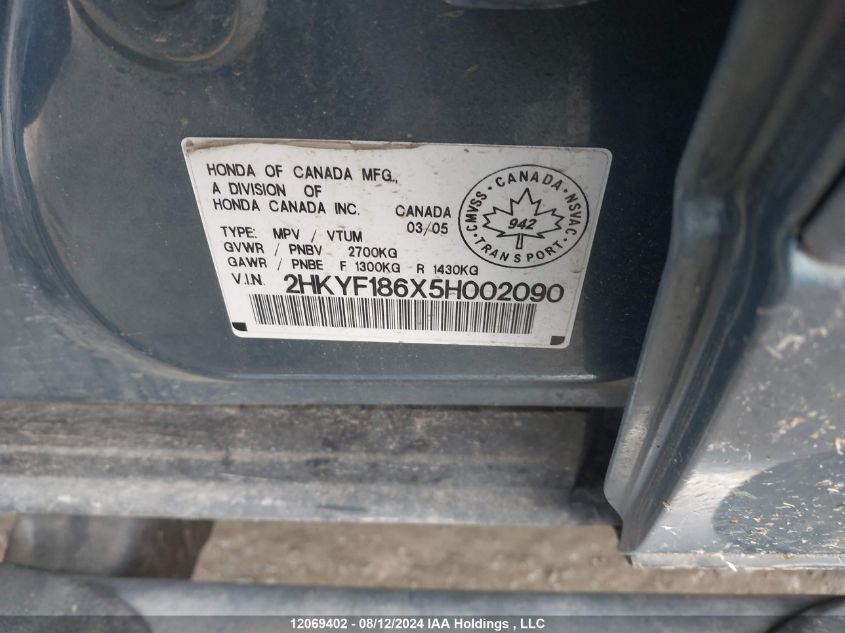 HONDA OF CANADA MFG.,
A DIVISION OF
HONDA CANADA INC. CANADA
03/05
TYPE: MPV / VTUM
GVWR / PNBV 2700KG
GAWR / PNBE F 1300KG R 1430KG
V.I.N. 2HKYF186X5H002090
CMVSS · CANADA · NSVAC · TRANSPORT ·
942
12069402 - 08/12/2024 IAA Holdings , LLC